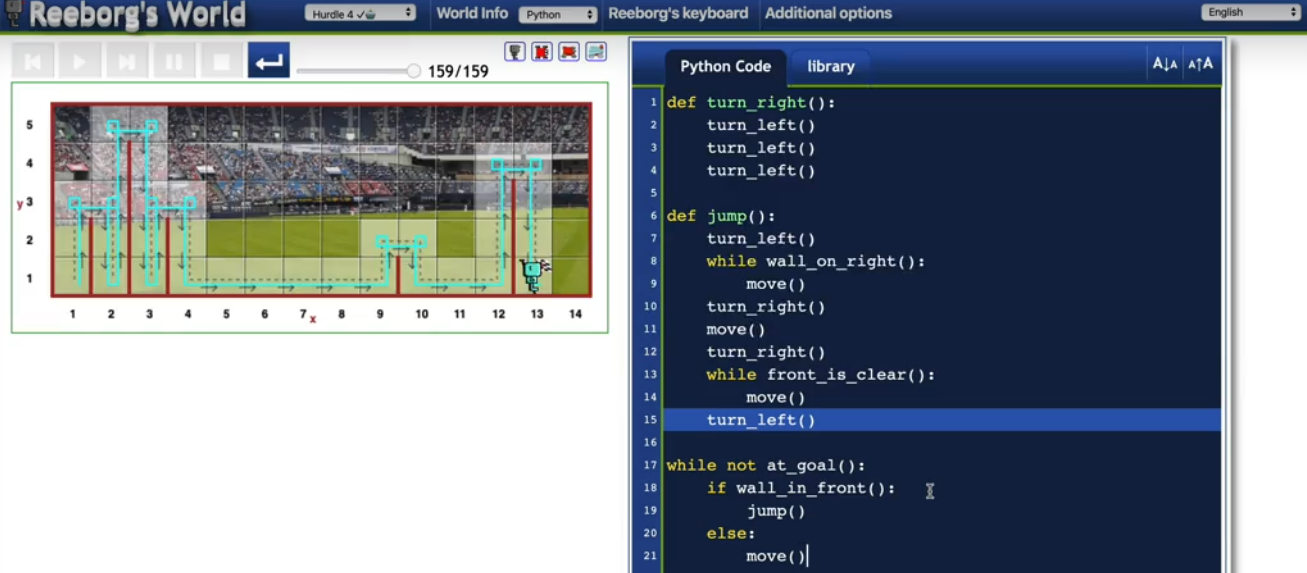 Reeborg's World
Hurdle 4 ✓
World Info
Python
Reeborg's keyboard
Additional options
English
159/159
5
4
y 3
2
1
1 2 3 4 5 6 7 x 8 9 10 11 12 13 14
Python Code
library
A↓A A↑A
1 def turn_right():
2 turn_left()
3 turn_left()
4 turn_left()
5
6 def jump():
7 turn_left()
8 while wall_on_right():
9 move()
10 turn_right()
11 move()
12 turn_right()
13 while front_is_clear():
14 move()
15 turn_left()
16
17 while not at_goal():
18 if wall_in_front():
19 jump()
20 else:
21 move()